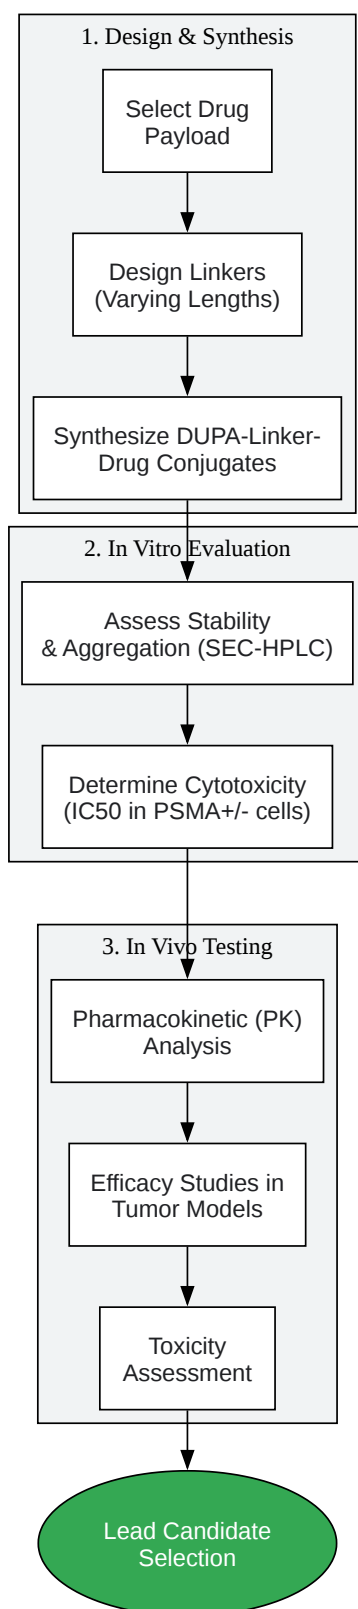 1. Design & Synthesis
Select Drug
Payload
Design Linkers
(Varying Lengths)
Synthesize DUPA-Linker-
Drug Conjugates
2. In Vitro Evaluation
Assess Stability
& Aggregation (SEC-HPLC)
Determine Cytotoxicity
(IC50 in PSMA+/- cells)
3. In Vivo Testing
Pharmacokinetic (PK)
Analysis
Efficacy Studies in
Tumor Models
Toxicity
Assessment
Lead Candidate
Selection